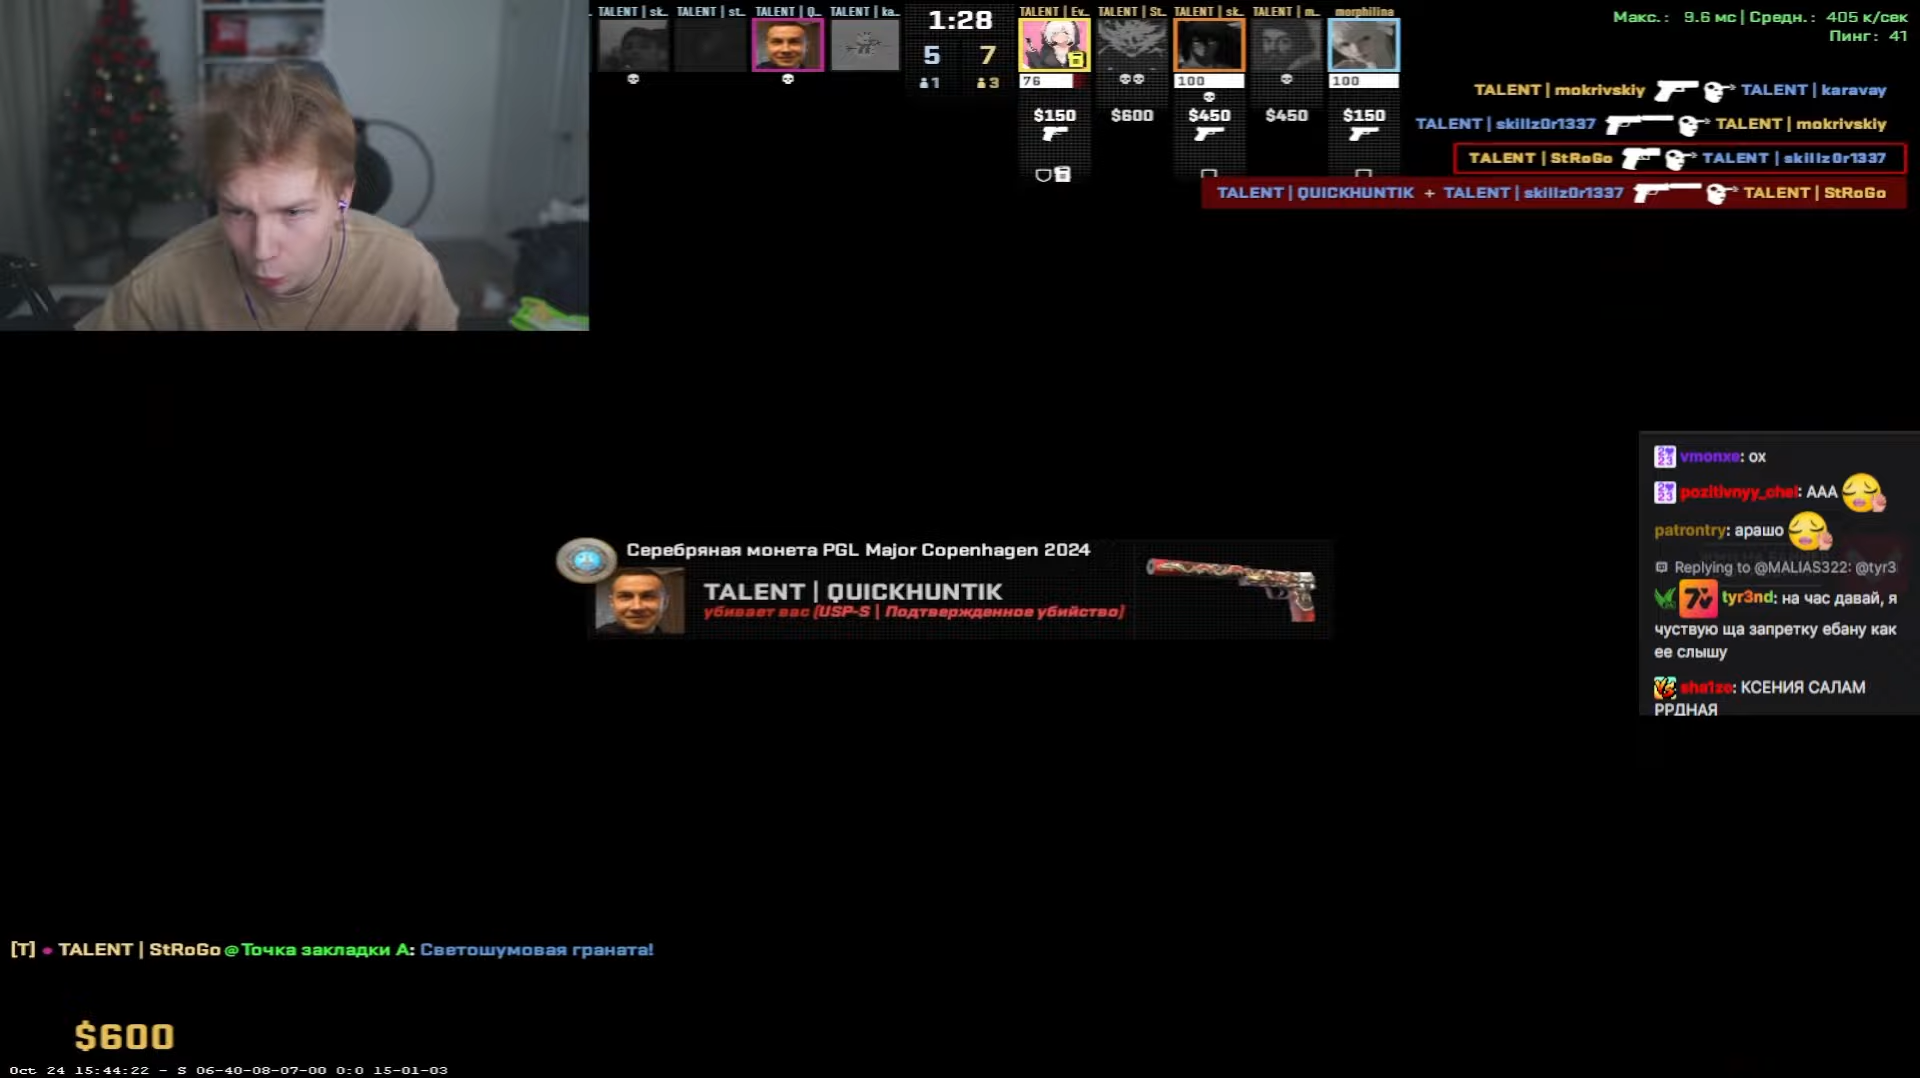 TALENT | sk...
TALENT | st...
TALENT | Q...
TALENT | ka...
1:28
5 7
1 3
TALENT | Ev...
TALENT | St...
TALENT | sk...
TALENT | m...
morphilina
76
100
100
$150
$600
$450
$450
$150
Макс.: 9.6 мс | Средн.: 405 к/сек
Пинг: 41
TALENT | mokrivskiy TALENT | karavay
TALENT | skillz0r1337 TALENT | mokrivskiy
TALENT | StRoGo TALENT | skillz0r1337
TALENT | QUICKHUNTIK + TALENT | skillz0r1337 TALENT | StRoGo
vmonxe: ох
pozitivnyy_chel: ААА
patrontry: арашо
Replying to @MALIAS322: @tyr3
tyr3nd: на час давай, я
чуствую ща запретку ебану как
ее слышу
sha1zo: КСЕНИЯ САЛАМ
РРДНАЯ
Серебряная монета PGL Major Copenhagen 2024
TALENT | QUICKHUNTIK
убивает вас (USP-S | Подтвержденное убийство)
[T] • TALENT | StRoGo @Точка закладки A: Светошумовая граната!
$600
Oct 24 15:44:22 - S 06-40-08-07-00 0:0 15-01-03